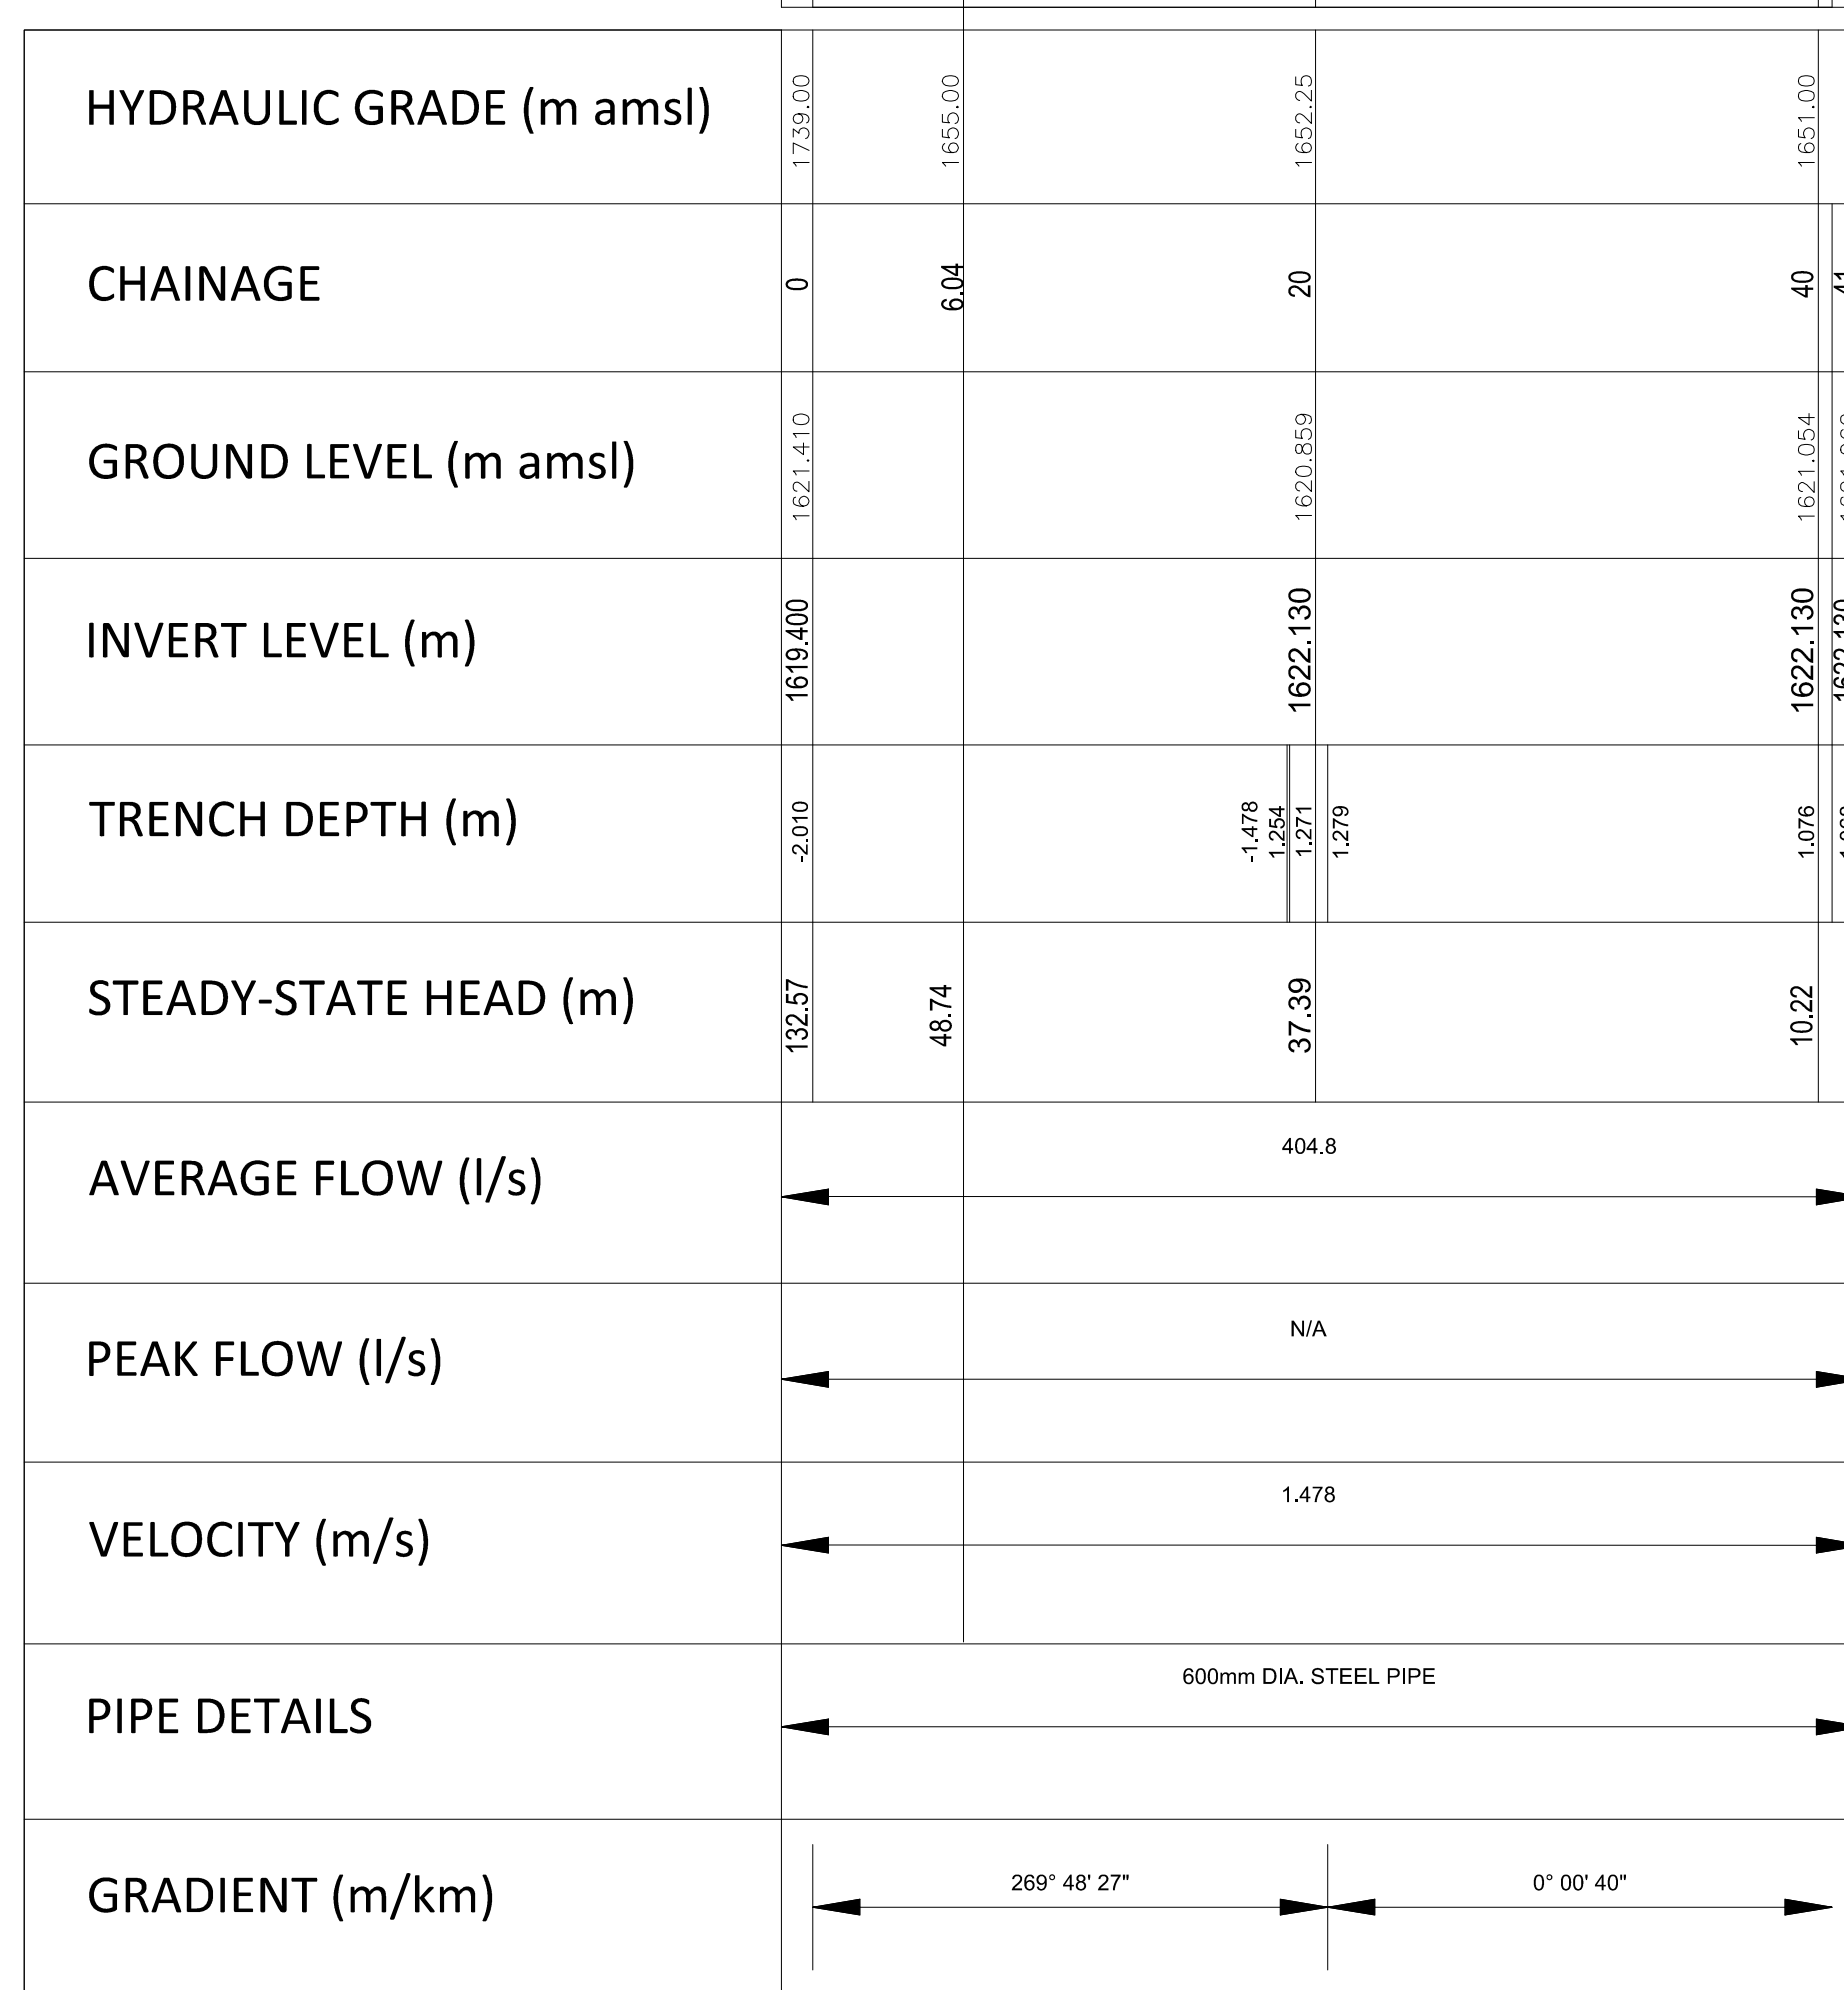 HYDRAULIC GRADE (m amsl) 1739.00 1655.00 1652.25 1651.00
CHAINAGE 0 6.04 20 40 41
GROUND LEVEL (m amsl) 1621.410 1620.859 1621.054
INVERT LEVEL (m) 1619.400 1622.130 1622.130 1622.130
TRENCH DEPTH (m) -2.010 -1.478 1.254 1.271 1.279 1.076
STEADY-STATE HEAD (m) 132.57 48.74 37.39 10.22
AVERAGE FLOW (l/s) 404.8
PEAK FLOW (l/s) N/A
VELOCITY (m/s) 1.478
PIPE DETAILS 600mm DIA. STEEL PIPE
GRADIENT (m/km) 269° 48' 27" 0° 00' 40"